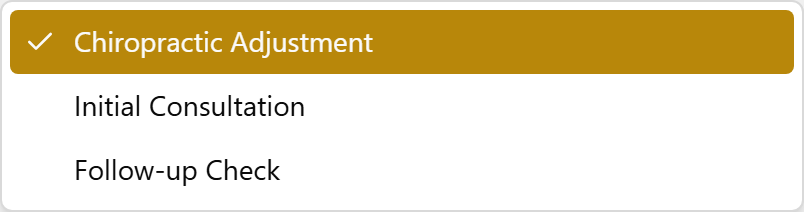 Chiropractic Adjustment
Initial Consultation
Follow-up Check